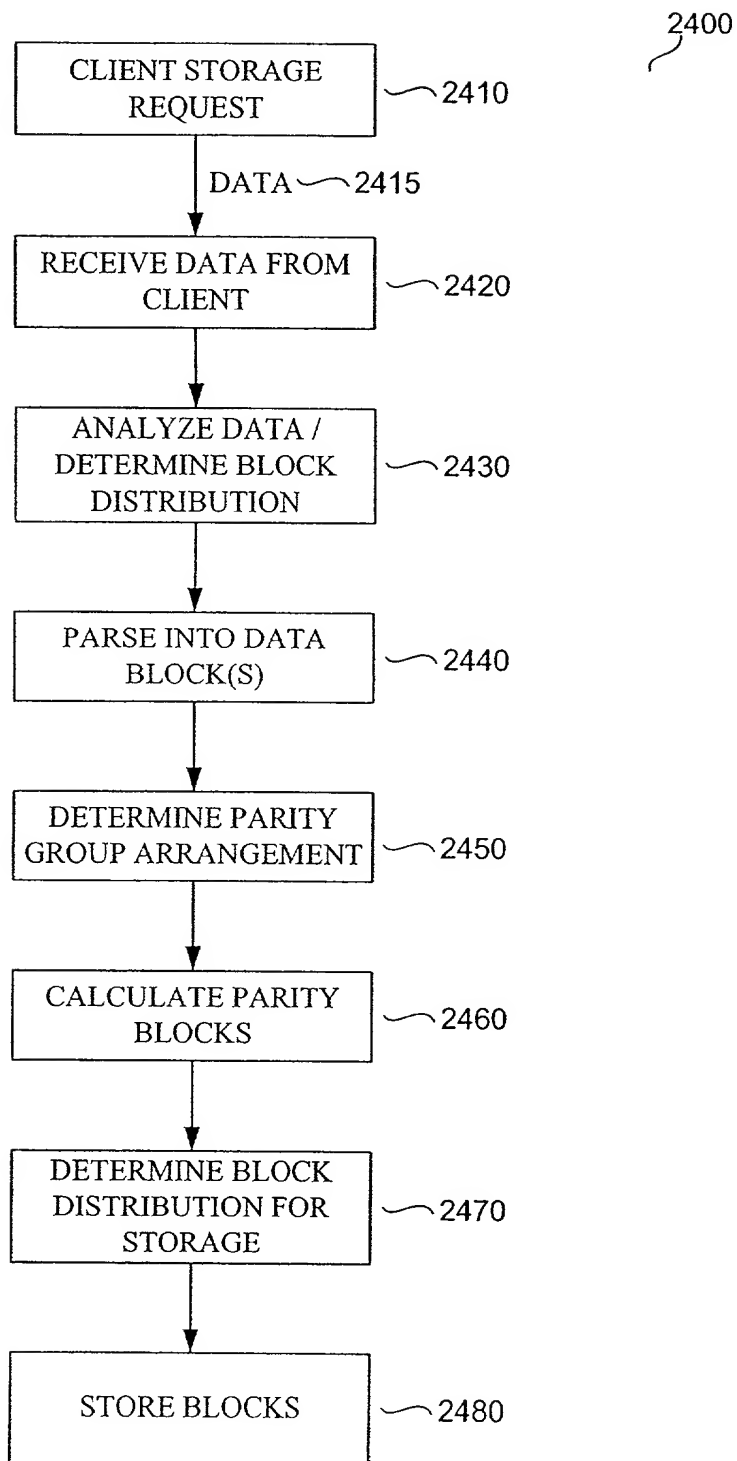 2400
CLIENT STORAGE
REQUEST
2410
DATA 2415
RECEIVE DATA FROM
CLIENT
2420
ANALYZE DATA /
DETERMINE BLOCK
DISTRIBUTION
2430
PARSE INTO DATA
BLOCK(S)
2440
DETERMINE PARITY
GROUP ARRANGEMENT
2450
CALCULATE PARITY
BLOCKS
2460
DETERMINE BLOCK
DISTRIBUTION FOR
STORAGE
2470
STORE BLOCKS
2480